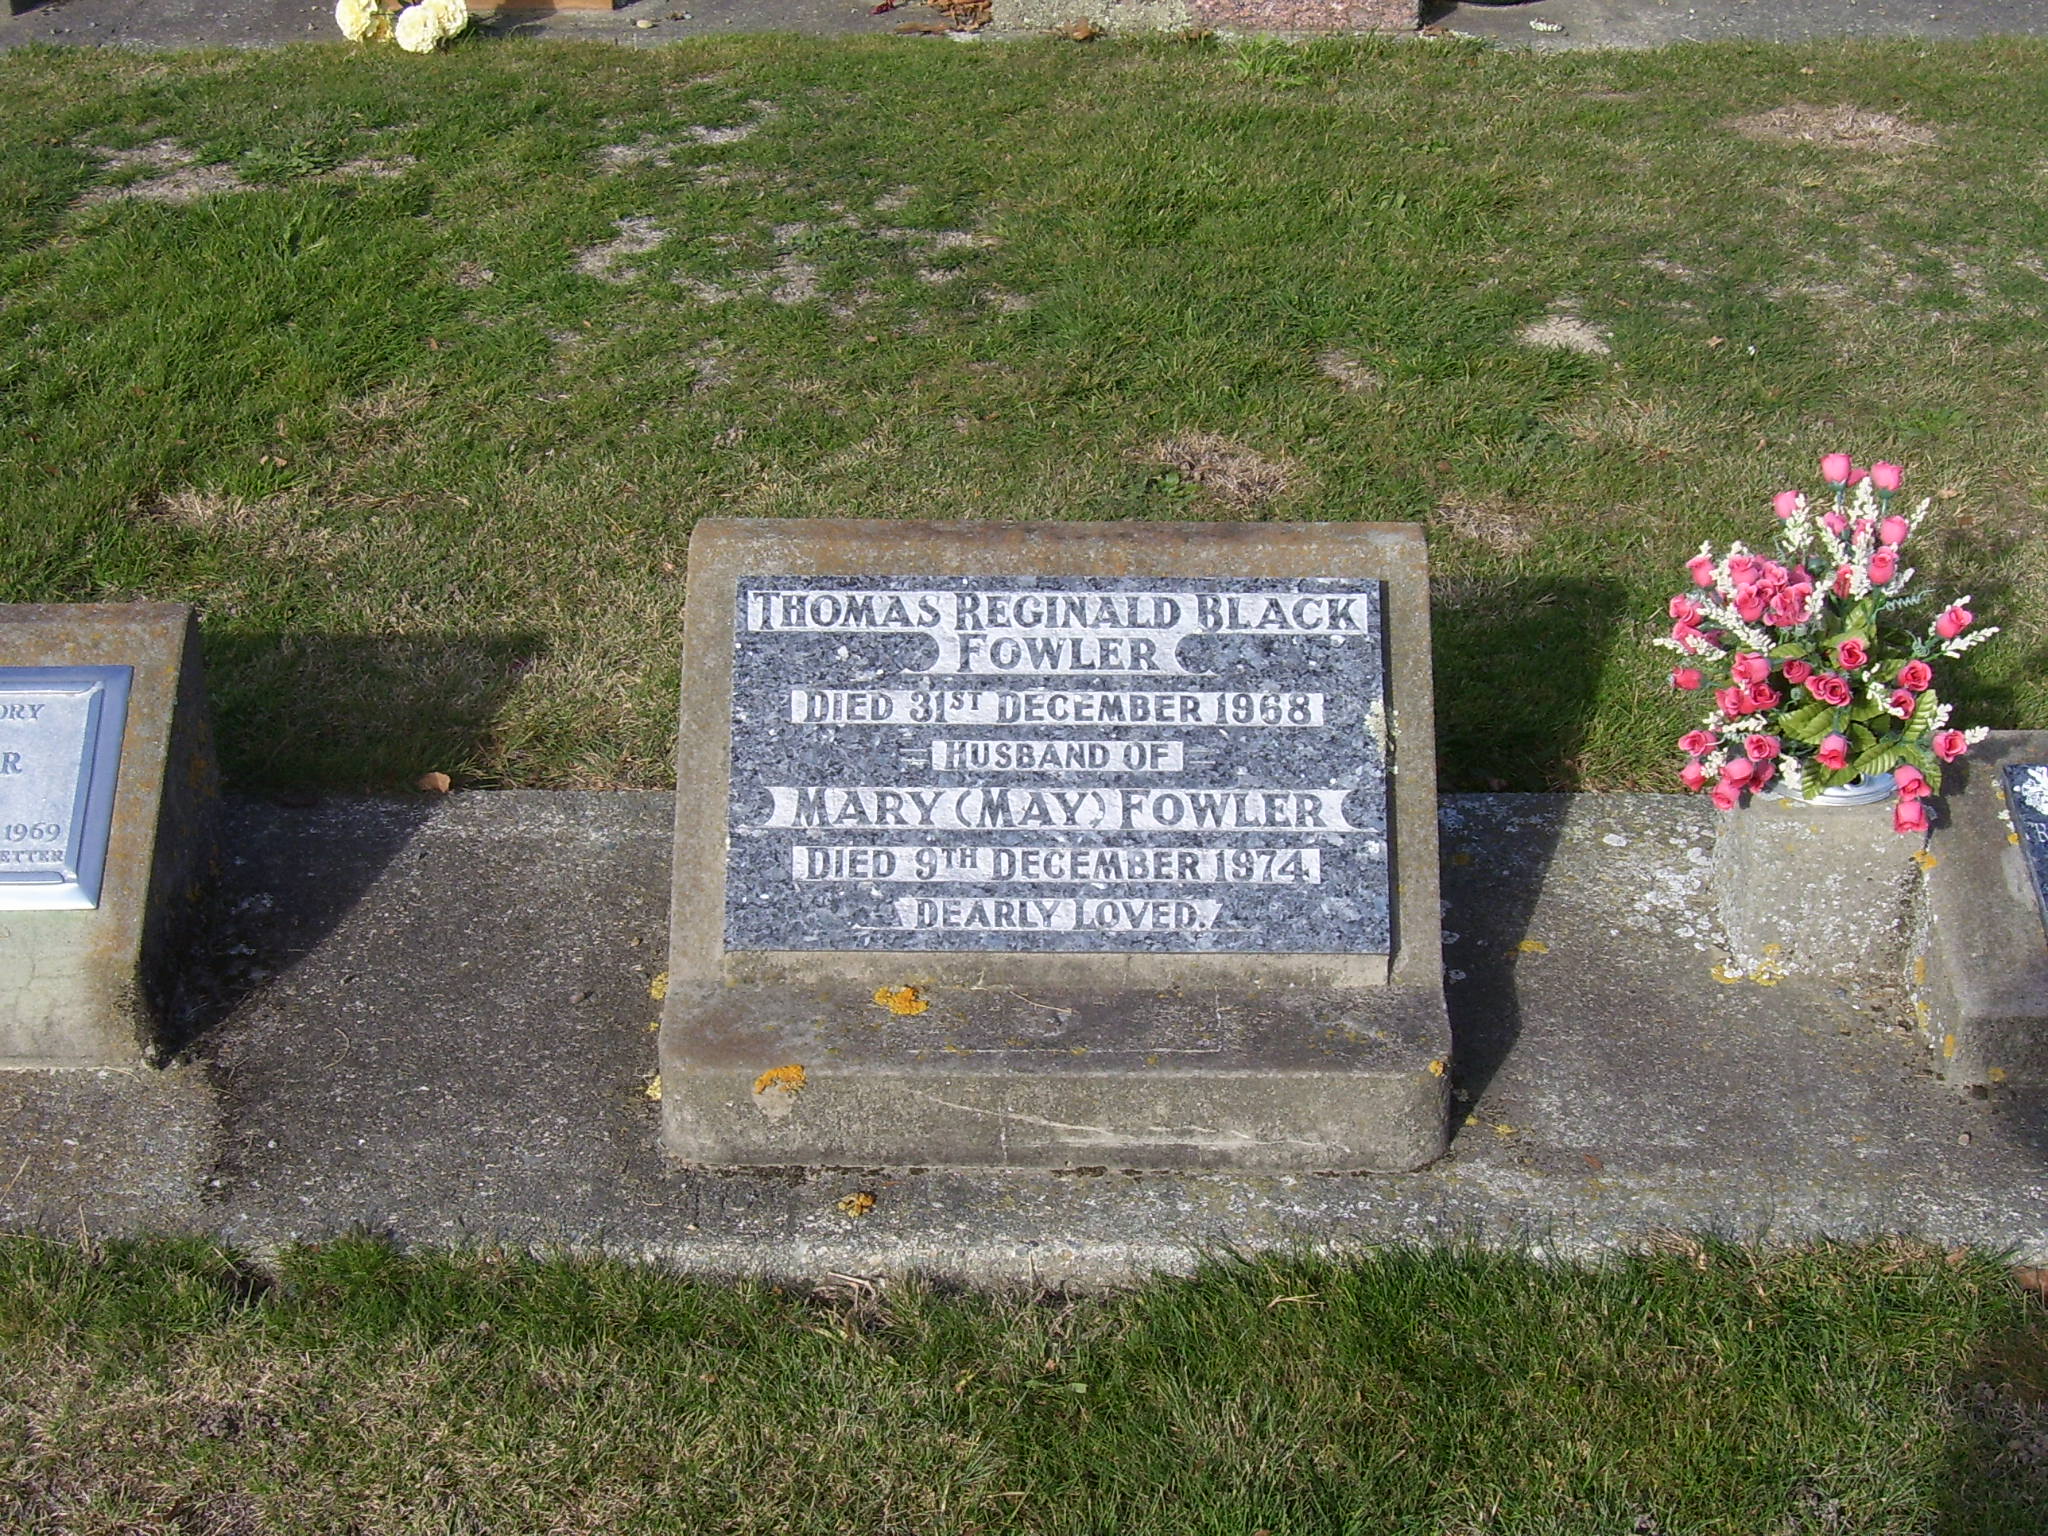 THOMAS REGINALD BLACK
FOWLER
DIED 31ST DECEMBER 1968
HUSBAND OF
MARY (MAY) FOWLER
DIED 9TH DECEMBER 1974
DEARLY LOVED.
1969